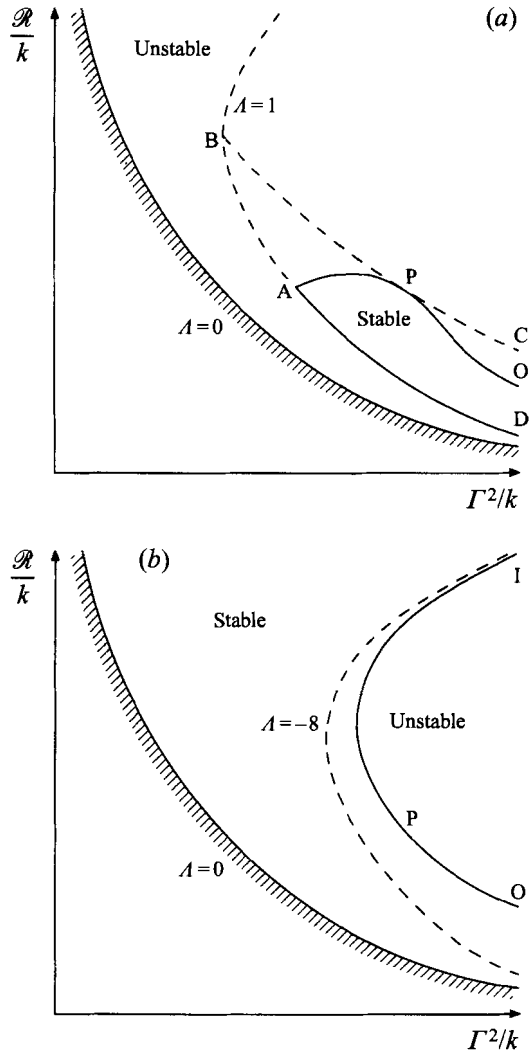 ℛ/k
(a)
Unstable
Λ=1
B
A
P
Stable
C
Λ=0
O
D
Γ²/k
ℛ/k
(b)
I
Stable
Λ=−8
Unstable
P
Λ=0
O
Γ²/k